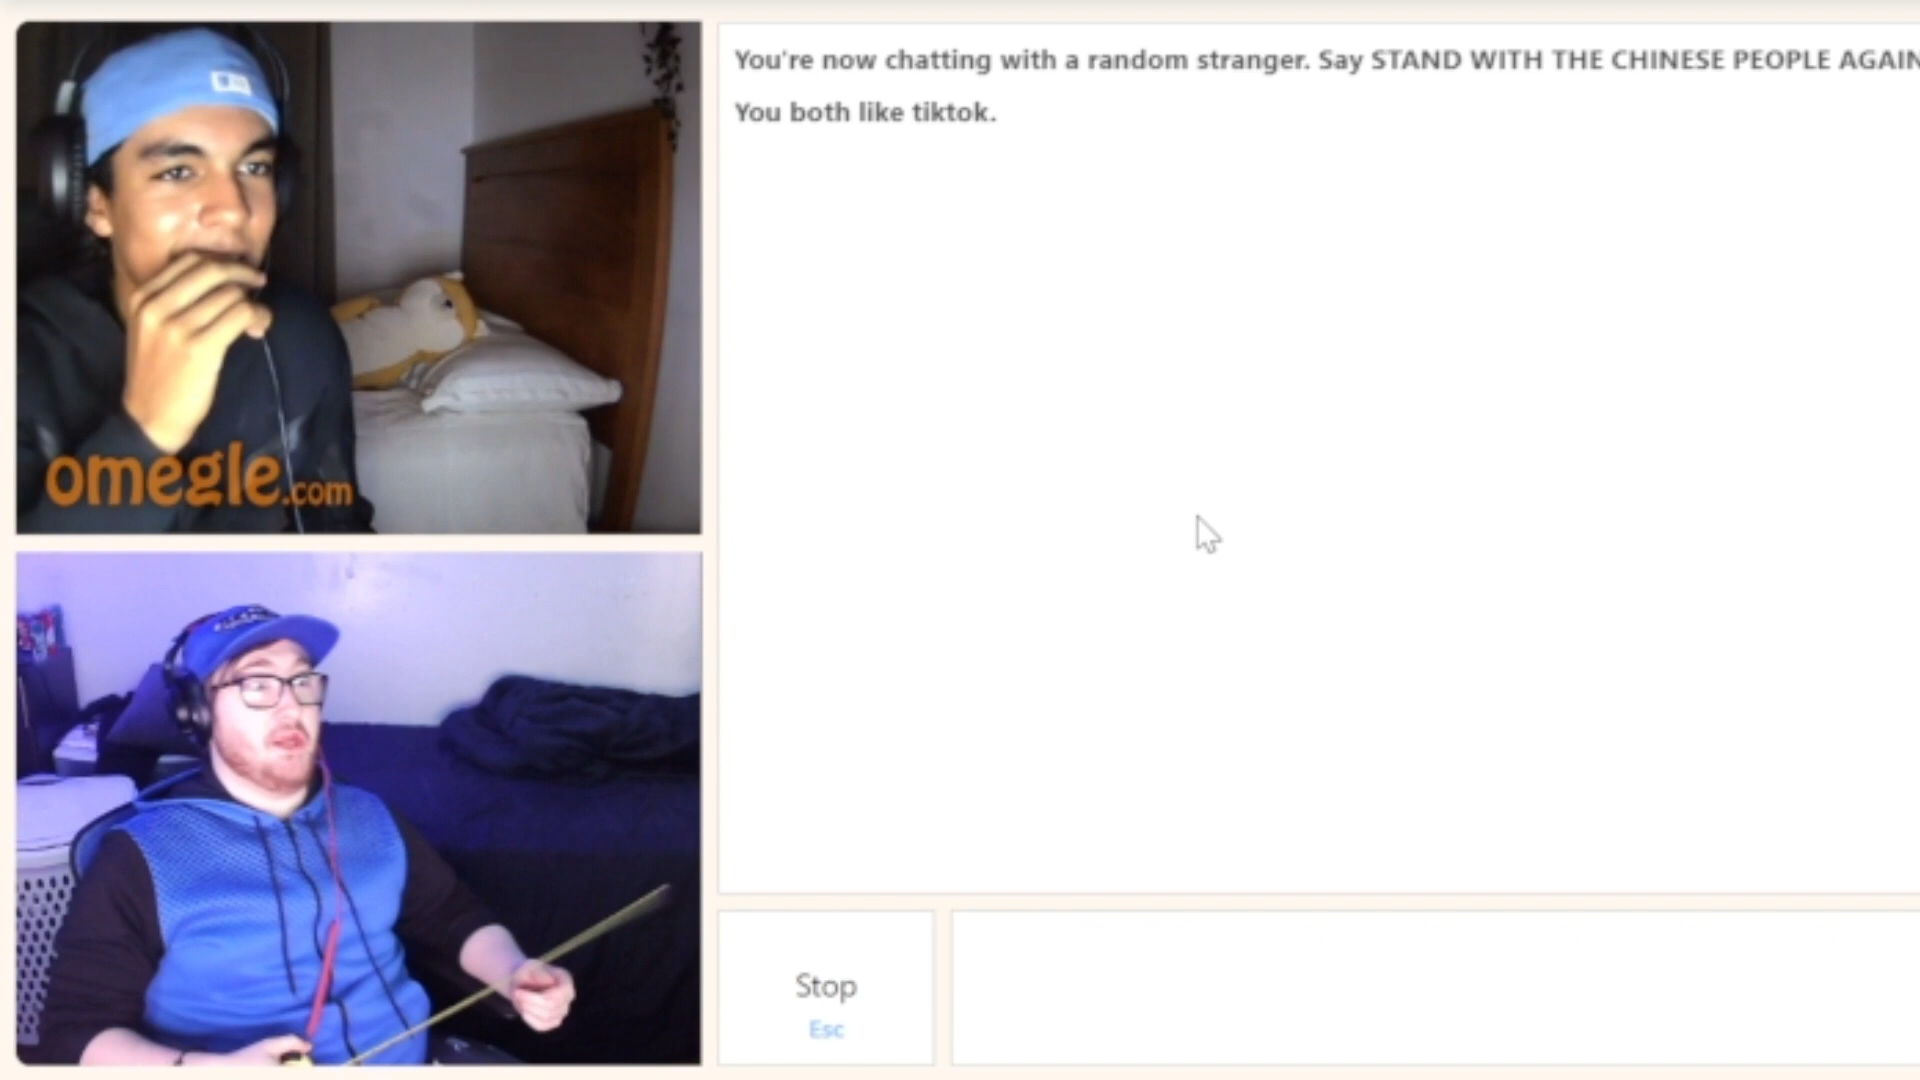 You're now chatting with a random stranger. Say STAND WITH THE CHINESE PEOPLE AGAIN
You both like tiktok.
omegle.com
Stop
Esc